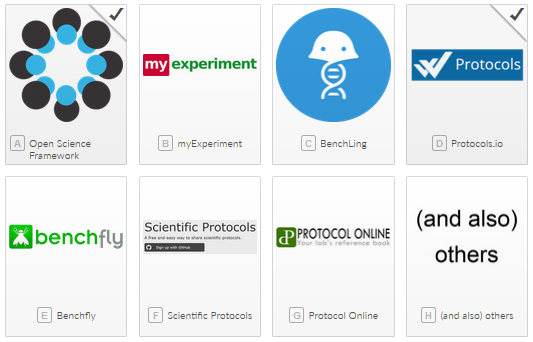 my experiment
Protocols
A Open Science
Framework
B myExperiment
C BenchLing
D Protocols.io
benchfly
Scientific Protocols
A free and easy way to share scientific protocols.
Sign up with GitHub
dP PROTOCOL ONLINE
Your lab's reference book
(and also)
others
E Benchfly
F Scientific Protocols
G Protocol Online
H (and also) others